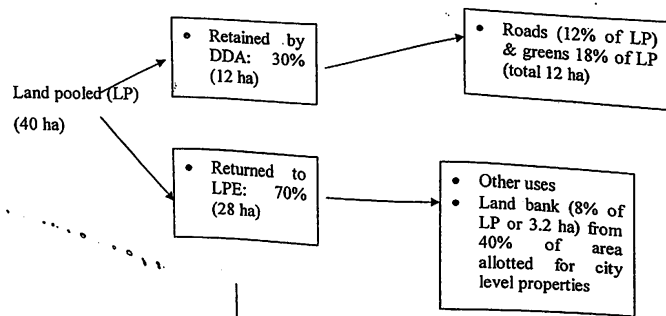 Land pooled (LP)
(40 ha)
• Retained by
DDA: 30%
(12 ha)
• Roads (12% of LP)
& greens 18% of LP
(total 12 ha)
• Returned to
LPE: 70%
(28 ha)
• Other uses
• Land bank (8% of
LP or 3.2 ha) from
40% of area
allotted for city
level properties